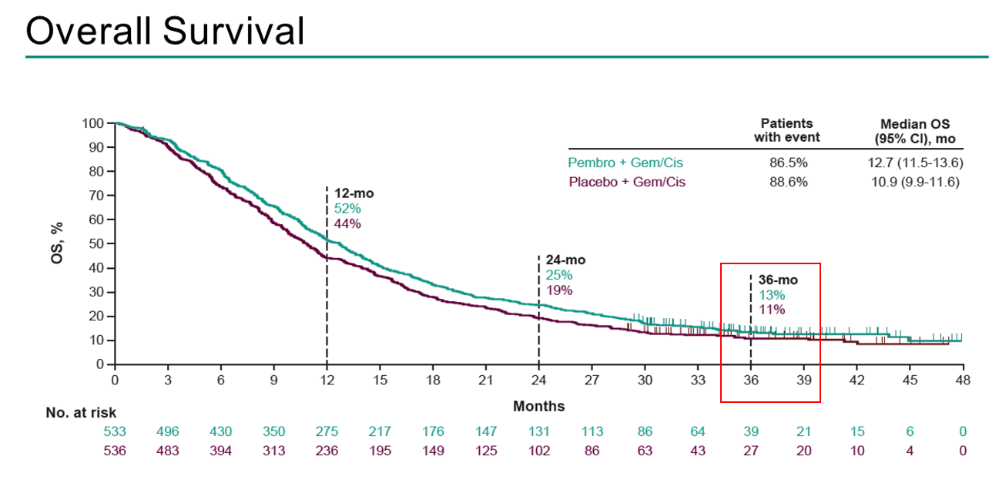 Overall Survival
Patients with event
Median OS (95% CI), mo
Pembro + Gem/Cis 86.5% 12.7 (11.5-13.6)
Placebo + Gem/Cis 88.6% 10.9 (9.9-11.6)
OS, %
100
90
80
70
60
50
40
30
20
10
0
12-mo
52%
44%
24-mo
25%
19%
36-mo
13%
11%
0 3 6 9 12 15 18 21 24 27 30 33 36 39 42 45 48
Months
No. at risk
533 496 430 350 275 217 176 147 131 113 86 64 39 21 15 6 0
536 483 394 313 236 195 149 125 102 86 63 43 27 20 10 4 0